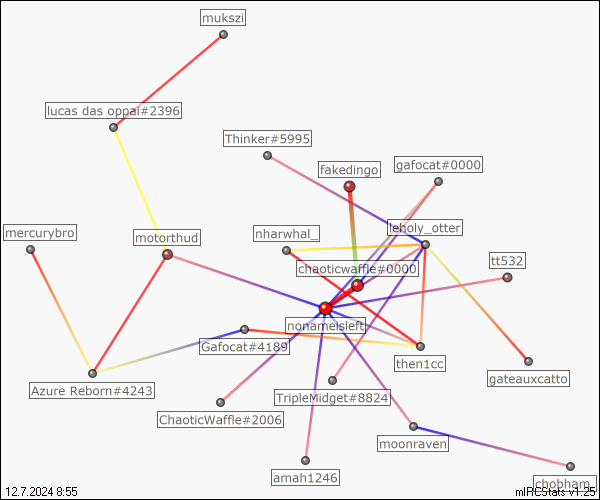 mukszi
lucas das oppai#2396
Thinker#5995
fakedingo
gafocat#0000
mercurybro
motorthud
nharwhal_
leholy_otter
chaoticwaffle#0000
tt532
nonameisleft
Gafocat#4189
then1cc
gateauxcatto
Azure Reborn#4243
TripleMidget#8824
ChaoticWaffle#2006
moonraven
amah1246
cbobham_
12.7.2024 8:55
mIRCStats v1.25